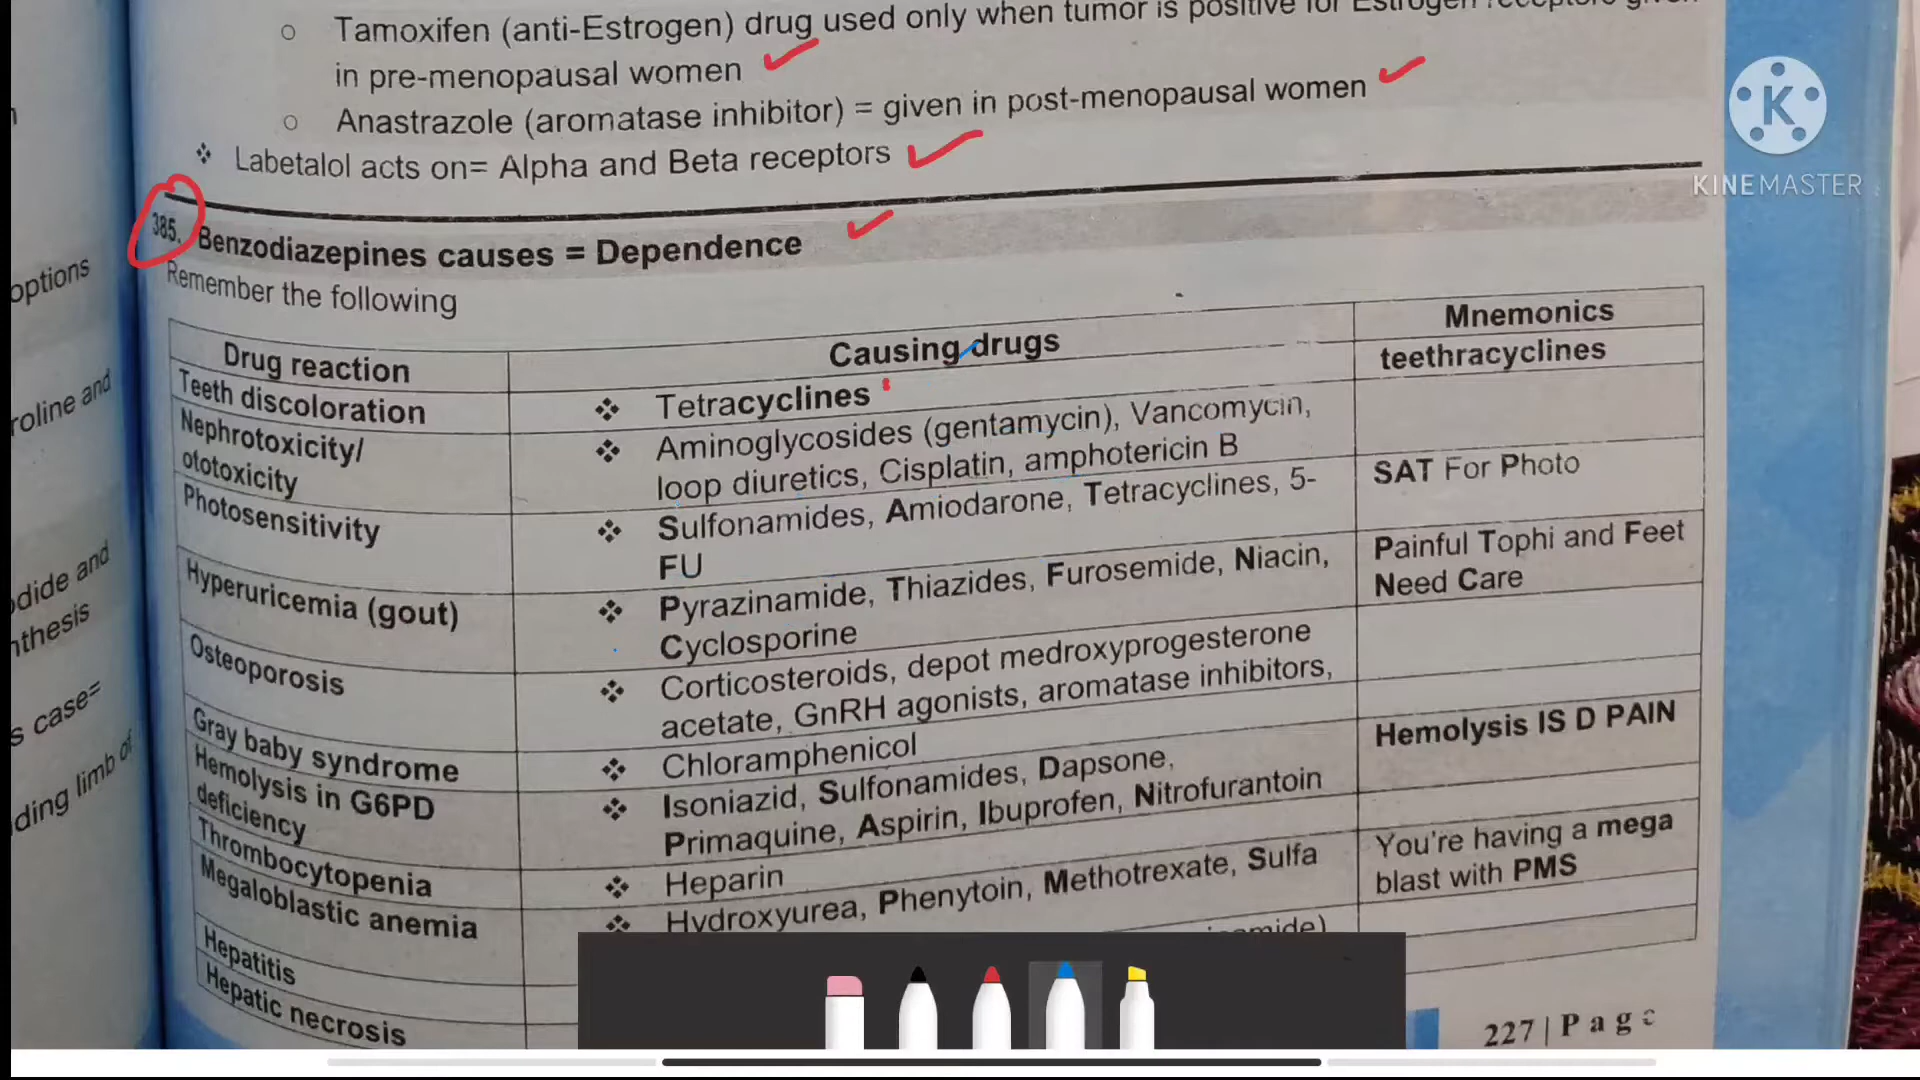 Tamoxifen (anti-Estrogen) drug used only when tumor is positive for Estrogen receptors given
in pre-menopausal women
Anastrazole (aromatase inhibitor) = given in post-menopausal women
Labetalol acts on= Alpha and Beta receptors
K
KINEMASTER
385. Benzodiazepines causes = Dependence
Remember the following
Drug reaction Causing drugs Mnemonics
Teeth discoloration Tetracyclines teethracyclines
Nephrotoxicity/ Aminoglycosides (gentamycin), Vancomycin,
ototoxicity loop diuretics, Cisplatin, amphotericin B
Photosensitivity Sulfonamides, Amiodarone, Tetracyclines, 5- SAT For Photo
FU
Hyperuricemia (gout) Pyrazinamide, Thiazides, Furosemide, Niacin, Painful Tophi and Feet
Cyclosporine Need Care
Osteoporosis Corticosteroids, depot medroxyprogesterone
acetate, GnRH agonists, aromatase inhibitors,
Gray baby syndrome Chloramphenicol
Hemolysis in G6PD Isoniazid, Sulfonamides, Dapsone, Hemolysis IS D PAIN
deficiency Primaquine, Aspirin, Ibuprofen, Nitrofurantoin
Thrombocytopenia Heparin
Megaloblastic anemia Hydroxyurea, Phenytoin, Methotrexate, Sulfa You're having a mega
blast with PMS
Hepatitis
Hepatic necrosis
227 | Page
options
roline and
odide and
nthesis
s case=
ding limb of